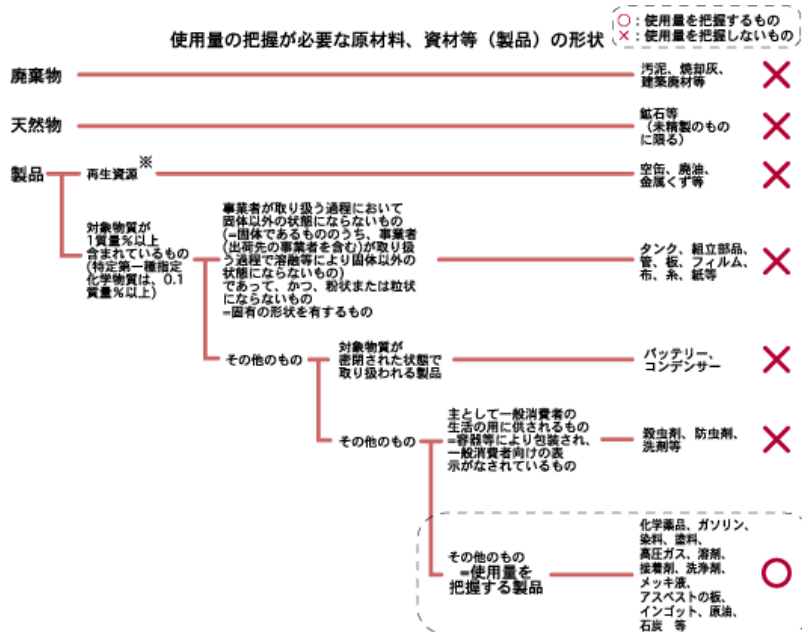 使用量の把握が必要な原材料、資材等（製品）の形状
○：使用量を把握するもの
×：使用量を把握しないもの
廃棄物
汚泥、焼却灰、
建築廃材等
×
天然物
鉱石等
（未精製のもの
に限る）
×
製品
再生資源※
空缶、廃油、
金属くず等
×
対象物質が
1質量％以上
含まれているもの
(特定第一種指定
化学物質は、0.1
質量％以上)
事業者が取り扱う過程において
固体以外の状態にならないもの
(=固体であるもののうち、事業者
(出荷先の事業者を含む)が取り扱
う過程で溶融等により固体以外の
状態にならないもの)
であって、かつ、粉状または粒状
にならないもの
=固有の形状を有するもの
タンク、組立部品、
管、板、フィルム、
布、糸、紙等
×
その他のもの
対象物質が
密閉された状態で
取り扱われる製品
バッテリー、
コンデンサー
×
その他のもの
主として一般消費者の
生活の用に供されるもの
=容器等により包装され、
一般消費者向けの表
示がなされているもの
殺虫剤、防虫剤、
洗剤等
×
その他のもの
=使用量を
把握する製品
化学薬品、ガソリン、
染料、塗料、
高圧ガス、溶剤、
接着剤、洗浄剤、
メッキ液、
アスベストの板、
インゴット、原油、
石炭　等
○